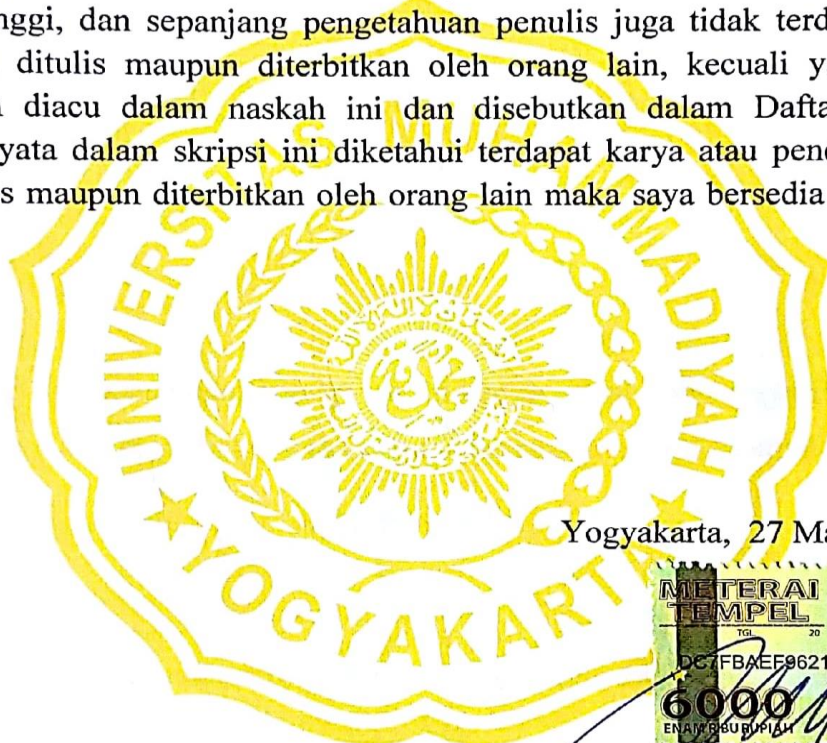 nggi, dan sepanjang pengetahuan penulis juga tidak terd
ditulis maupun diterbitkan oleh orang lain, kecuali y
diacu dalam naskah ini dan disebutkan dalam Dafta
yata dalam skripsi ini diketahui terdapat karya atau pene
s maupun diterbitkan oleh orang lain maka saya bersedia
UNIVERSITAS MUHAMMADIYAH
YOGYAKARTA
محمدية
Yogyakarta, 27 Ma
METERAI
TEMPEL
TGL 20
DC7FBAEF9621
6000
ENAM RIBU RUPIAH